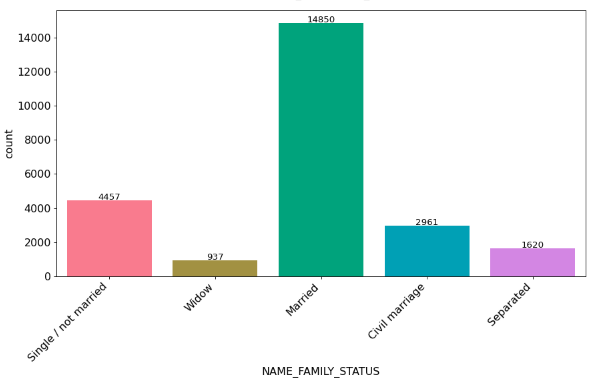 14850
14000
12000
10000
8000
count
6000
4457
4000
2961
2000
1620
937
0
Single / not married
Widow
Married
Civil marriage
Separated
NAME_FAMILY_STATUS